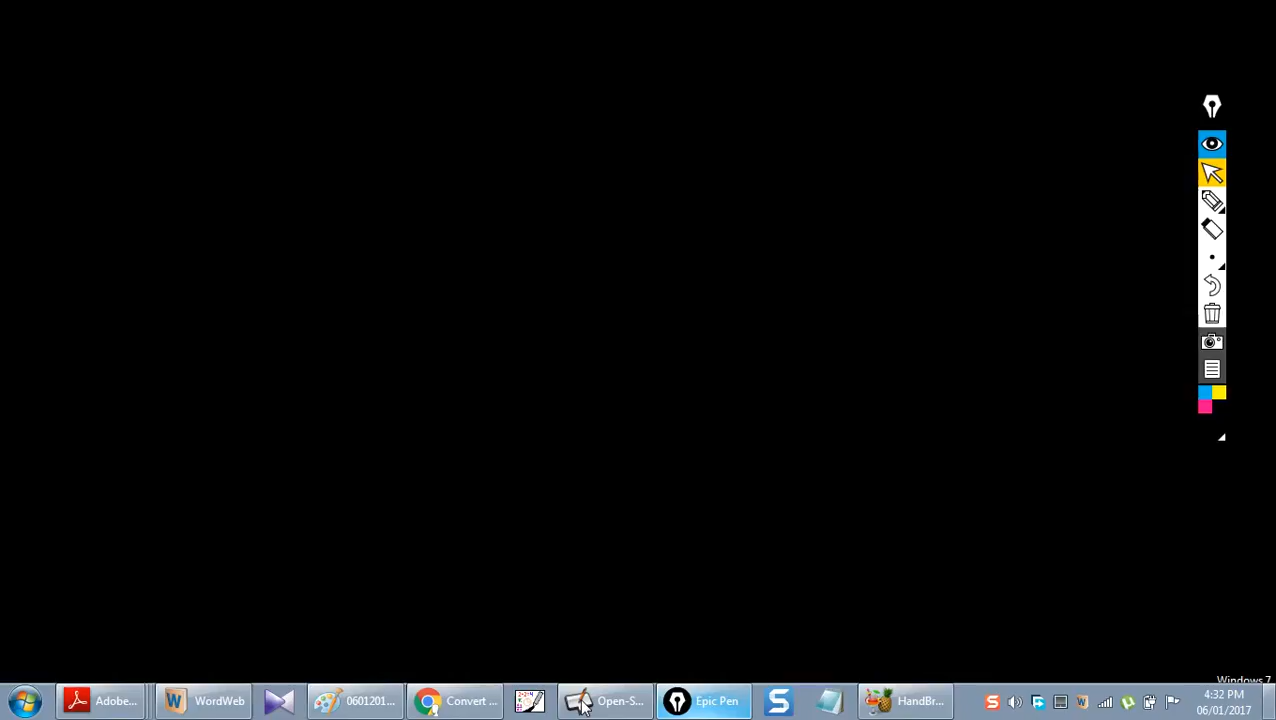 Windows 7
Adobe...
WordWeb
0601201...
Convert ...
Open-S...
Epic Pen
HandBr...
4:32 PM
06/01/2017